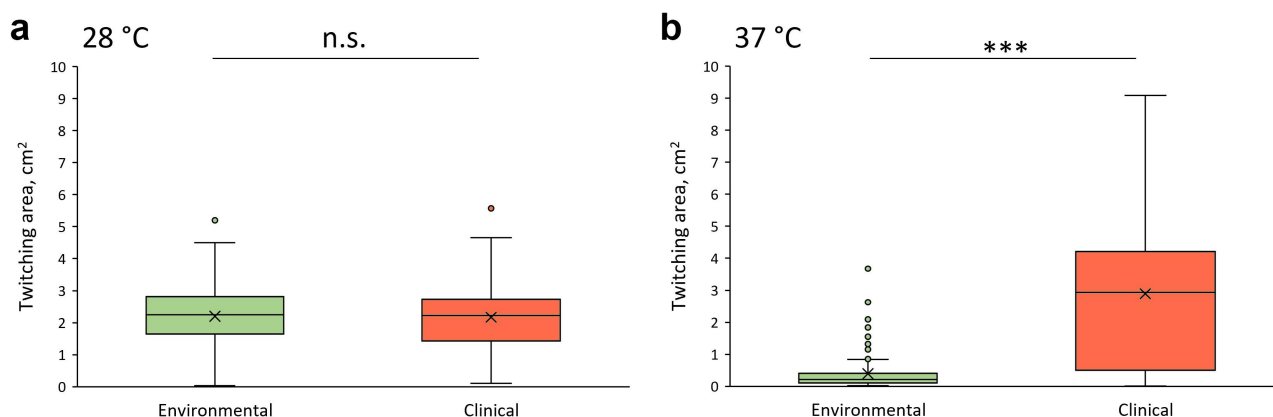 a
28 °C
n.s.
Twitching area, cm²
10
9
8
7
6
5
4
3
2
1
0
Environmental
Clinical
b
37 °C
***
Twitching area, cm²
10
9
8
7
6
5
4
3
2
1
0
Environmental
Clinical